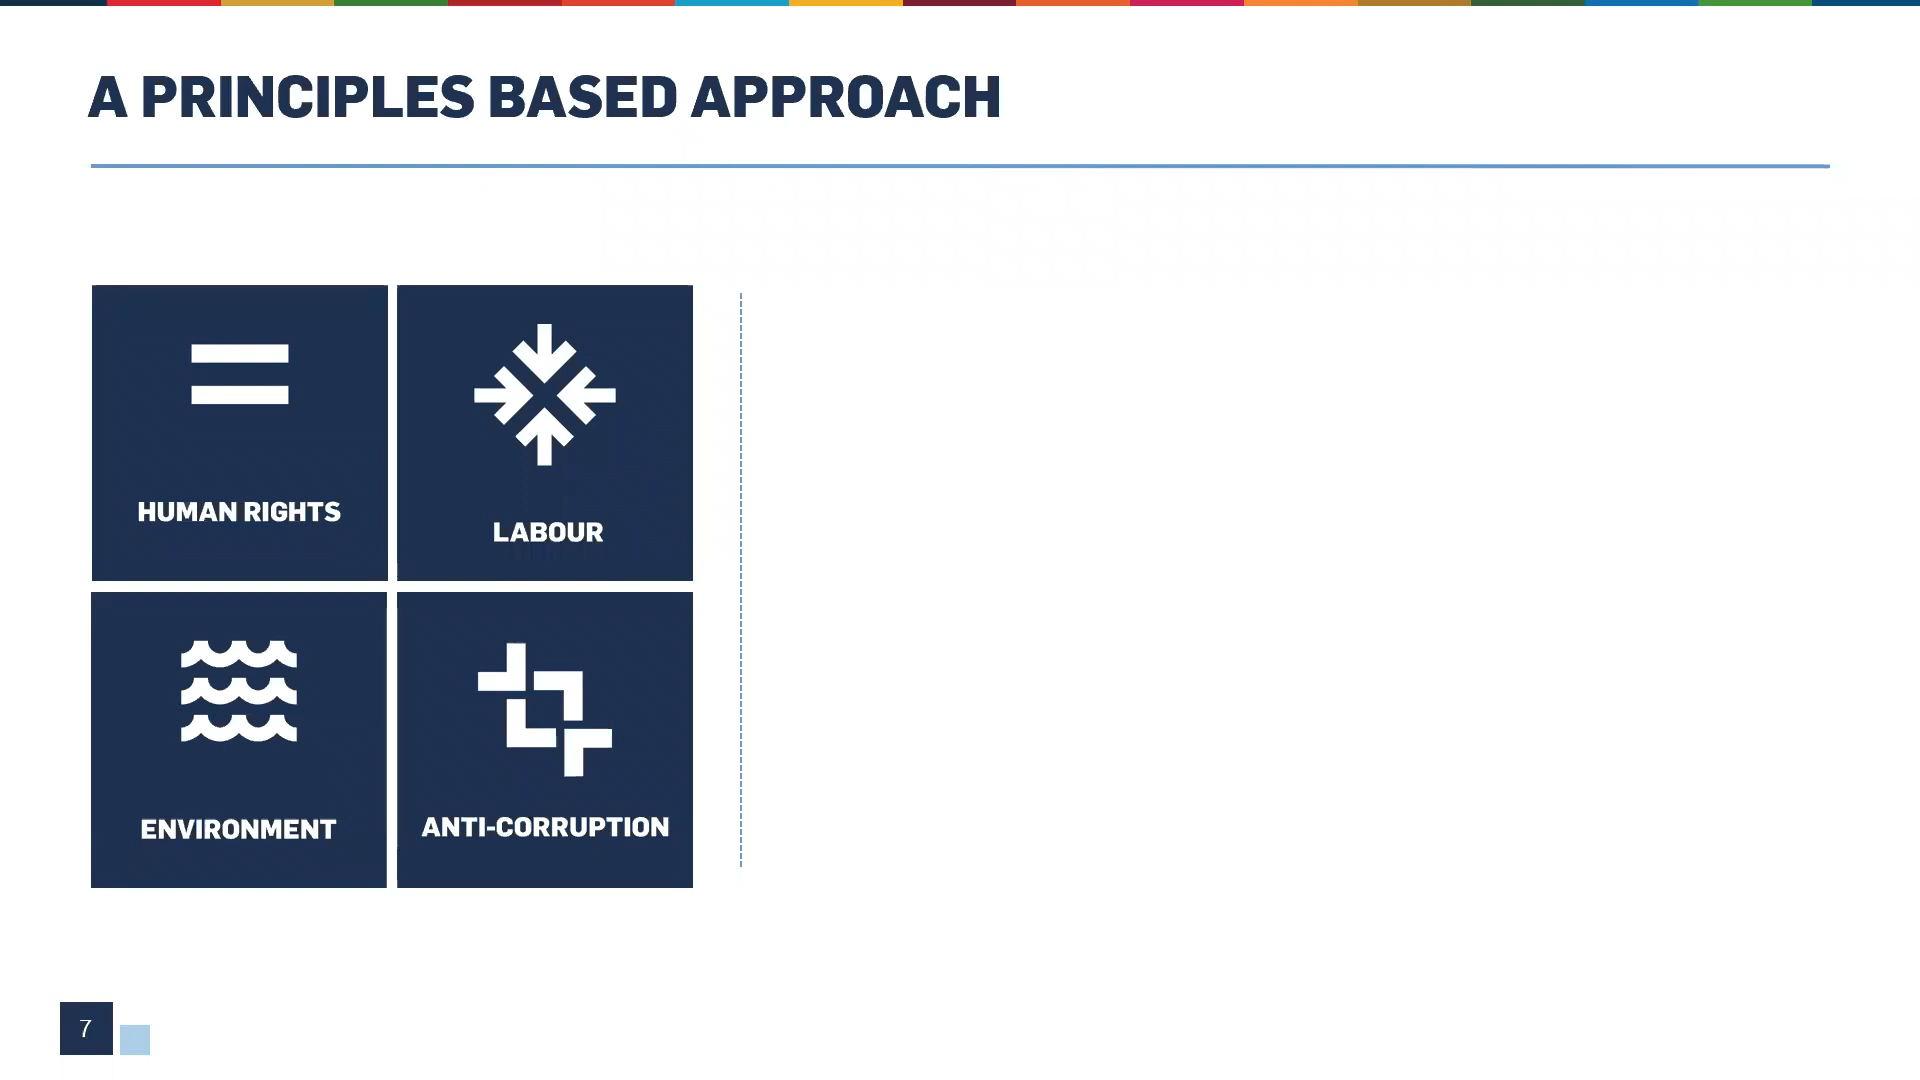 A PRINCIPLES BASED APPROACH
HUMAN RIGHTS
LABOUR
ENVIRONMENT
ANTI-CORRUPTION
7